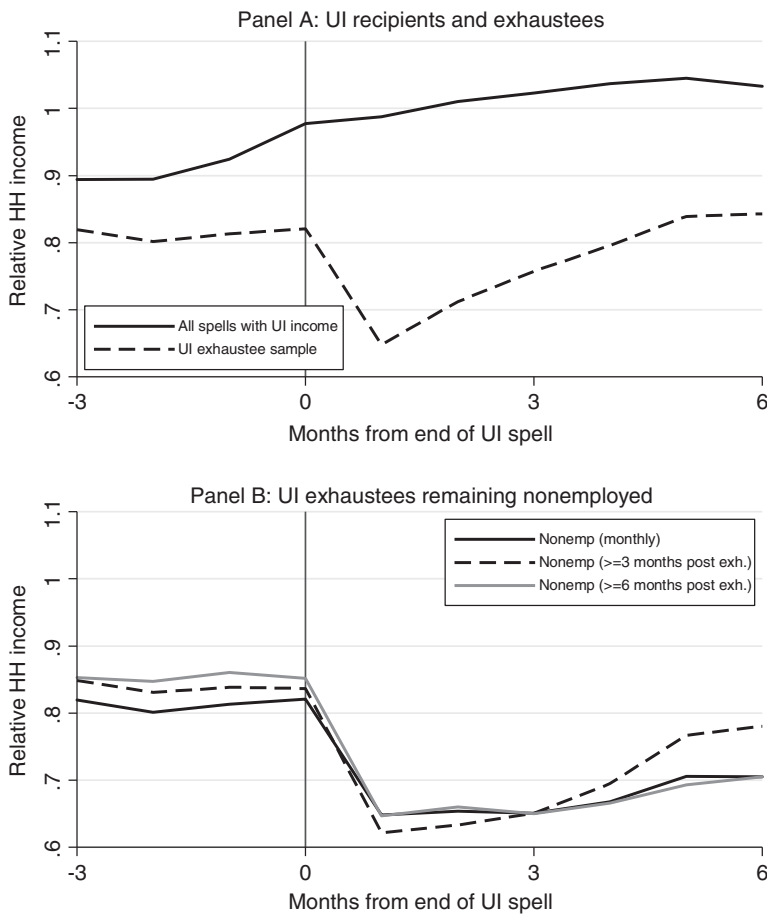 Panel A: UI recipients and exhaustees
Relative HH income
1.1
1
.9
.8
.7
.6
All spells with UI income
UI exhaustee sample
-3
0
3
6
Months from end of UI spell
Panel B: UI exhaustees remaining nonemployed
Relative HH income
1.1
1
.9
.8
.7
.6
Nonemp (monthly)
Nonemp (>=3 months post exh.)
Nonemp (>=6 months post exh.)
-3
0
3
6
Months from end of UI spell